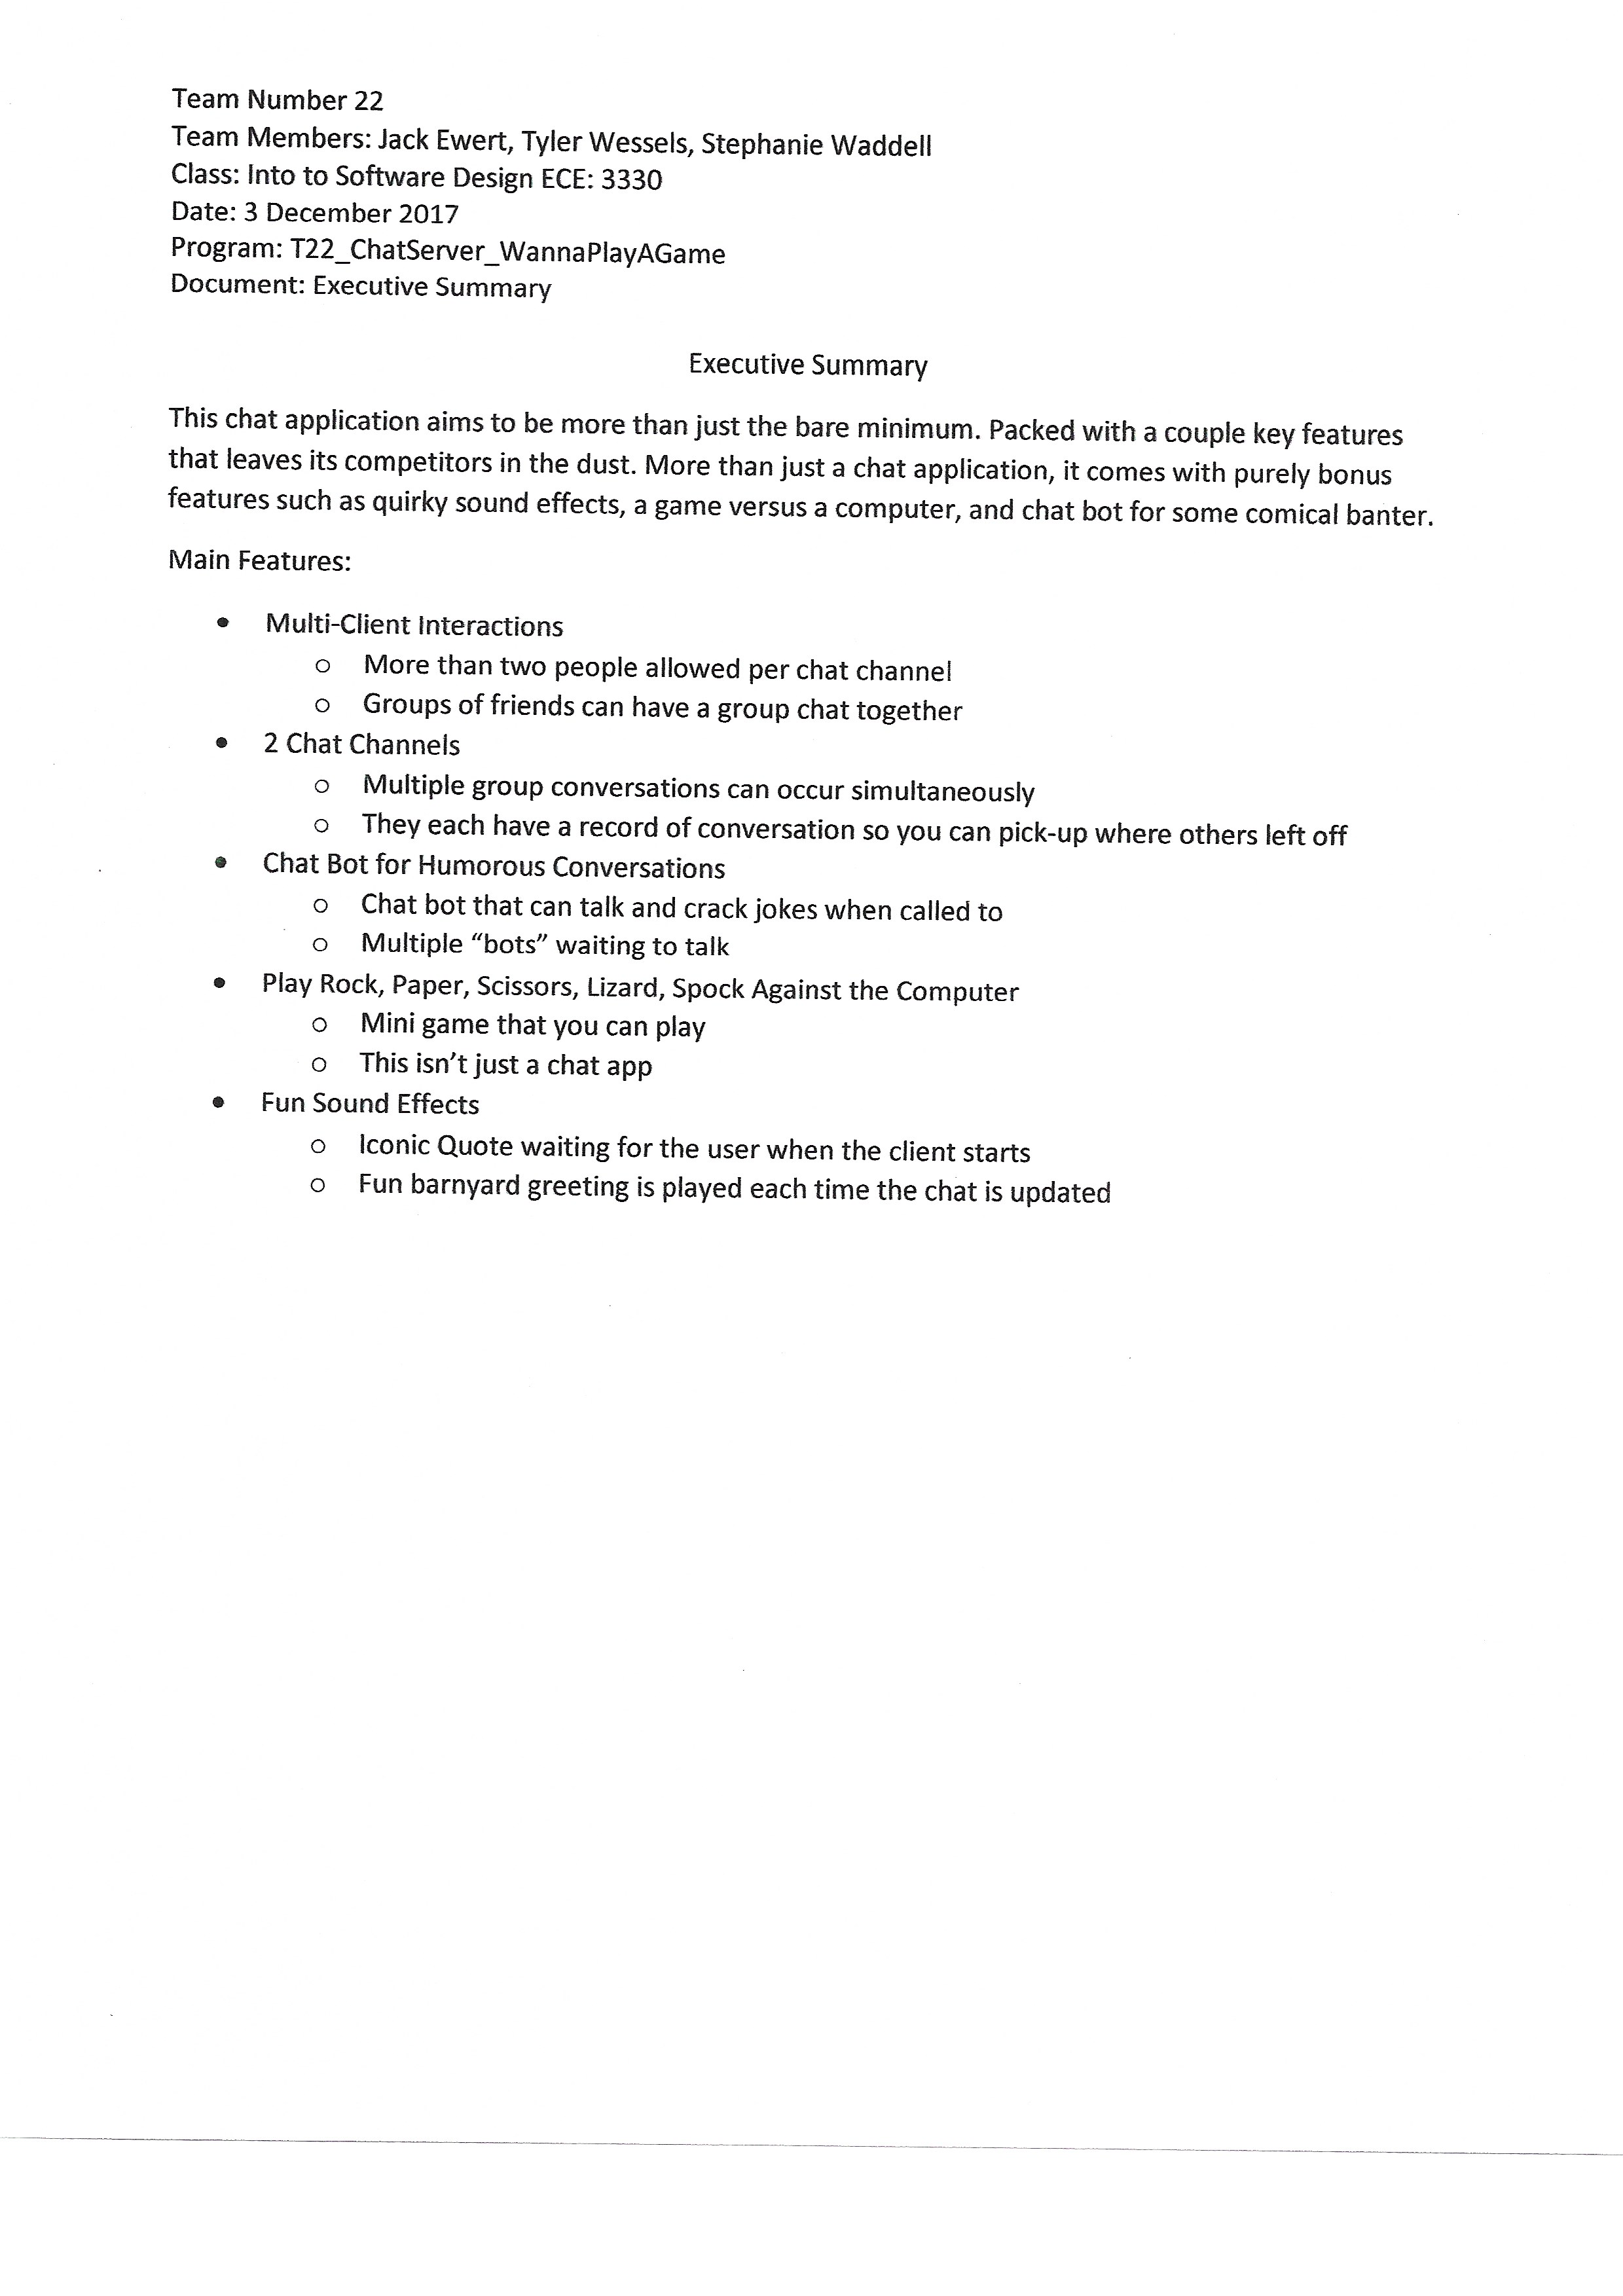 Team Number 22
Team Members: Jack Ewert, Tyler Wessels, Stephanie Waddell
Class: Into to Software Design ECE: 3330
Date: 3 December 2017
Program: T22_ChatServer_WannaPlayAGame
Document: Executive Summary
Executive Summary
This chat application aims to be more than just the bare minimum. Packed with a couple key features
that leaves its competitors in the dust. More than just a chat application, it comes with purely bonus
features such as quirky sound effects, a game versus a computer, and chat bot for some comical banter.
Main Features:
• Multi-Client Interactions
o More than two people allowed per chat channel
o Groups of friends can have a group chat together
• 2 Chat Channels
o Multiple group conversations can occur simultaneously
o They each have a record of conversation so you can pick-up where others left off
• Chat Bot for Humorous Conversations
o Chat bot that can talk and crack jokes when called to
o Multiple “bots” waiting to talk
• Play Rock, Paper, Scissors, Lizard, Spock Against the Computer
o Mini game that you can play
o This isn’t just a chat app
• Fun Sound Effects
o Iconic Quote waiting for the user when the client starts
o Fun barnyard greeting is played each time the chat is updated